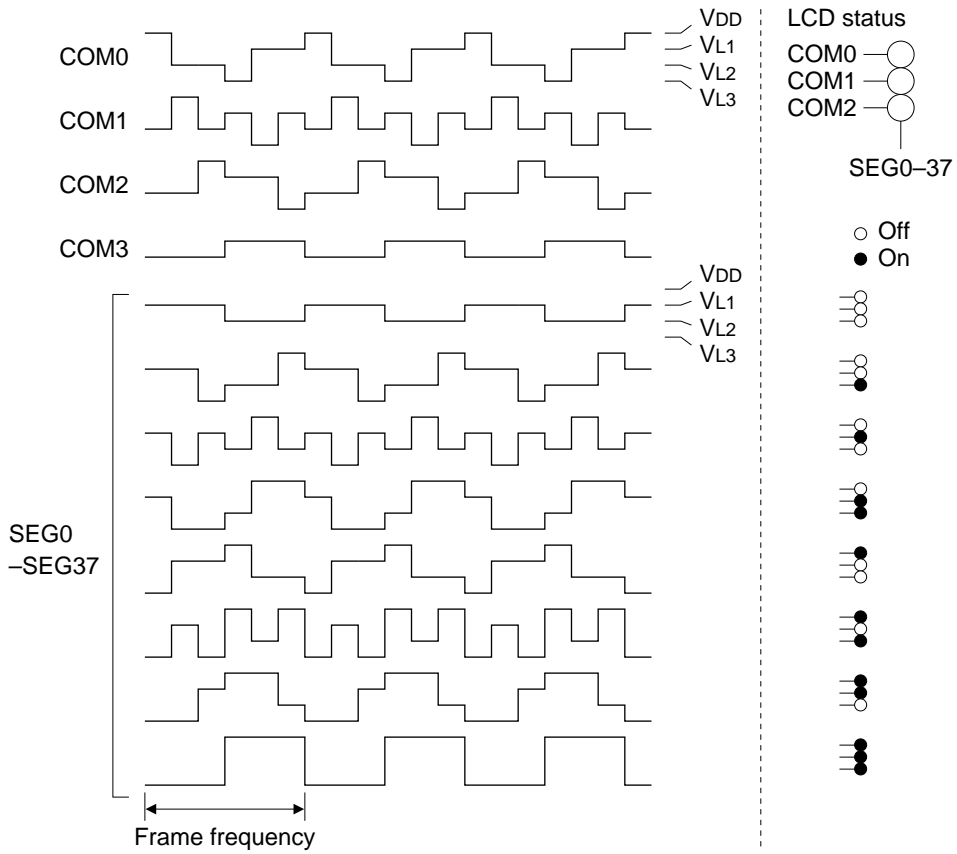 COM0
COM1
COM2
COM3
VDD
VL1
VL2
VL3
VDD
VL1
VL2
VL3
SEG0
–SEG37
Frame frequency
LCD status
COM0
COM1
COM2
SEG0–37
Off
On